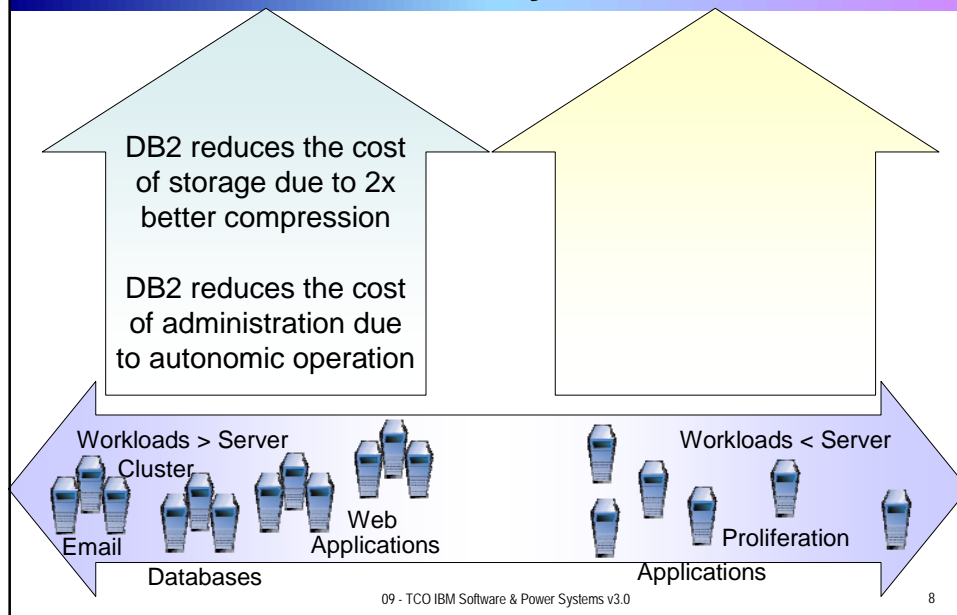 DB2 reduces the cost
of storage due to 2x
better compression
DB2 reduces the cost
of administration due
to autonomic operation
Workloads > Server
Cluster
Workloads < Server
Email
Databases
Web
Applications
Proliferation
Applications
09 - TCO IBM Software & Power Systems v3.0
8